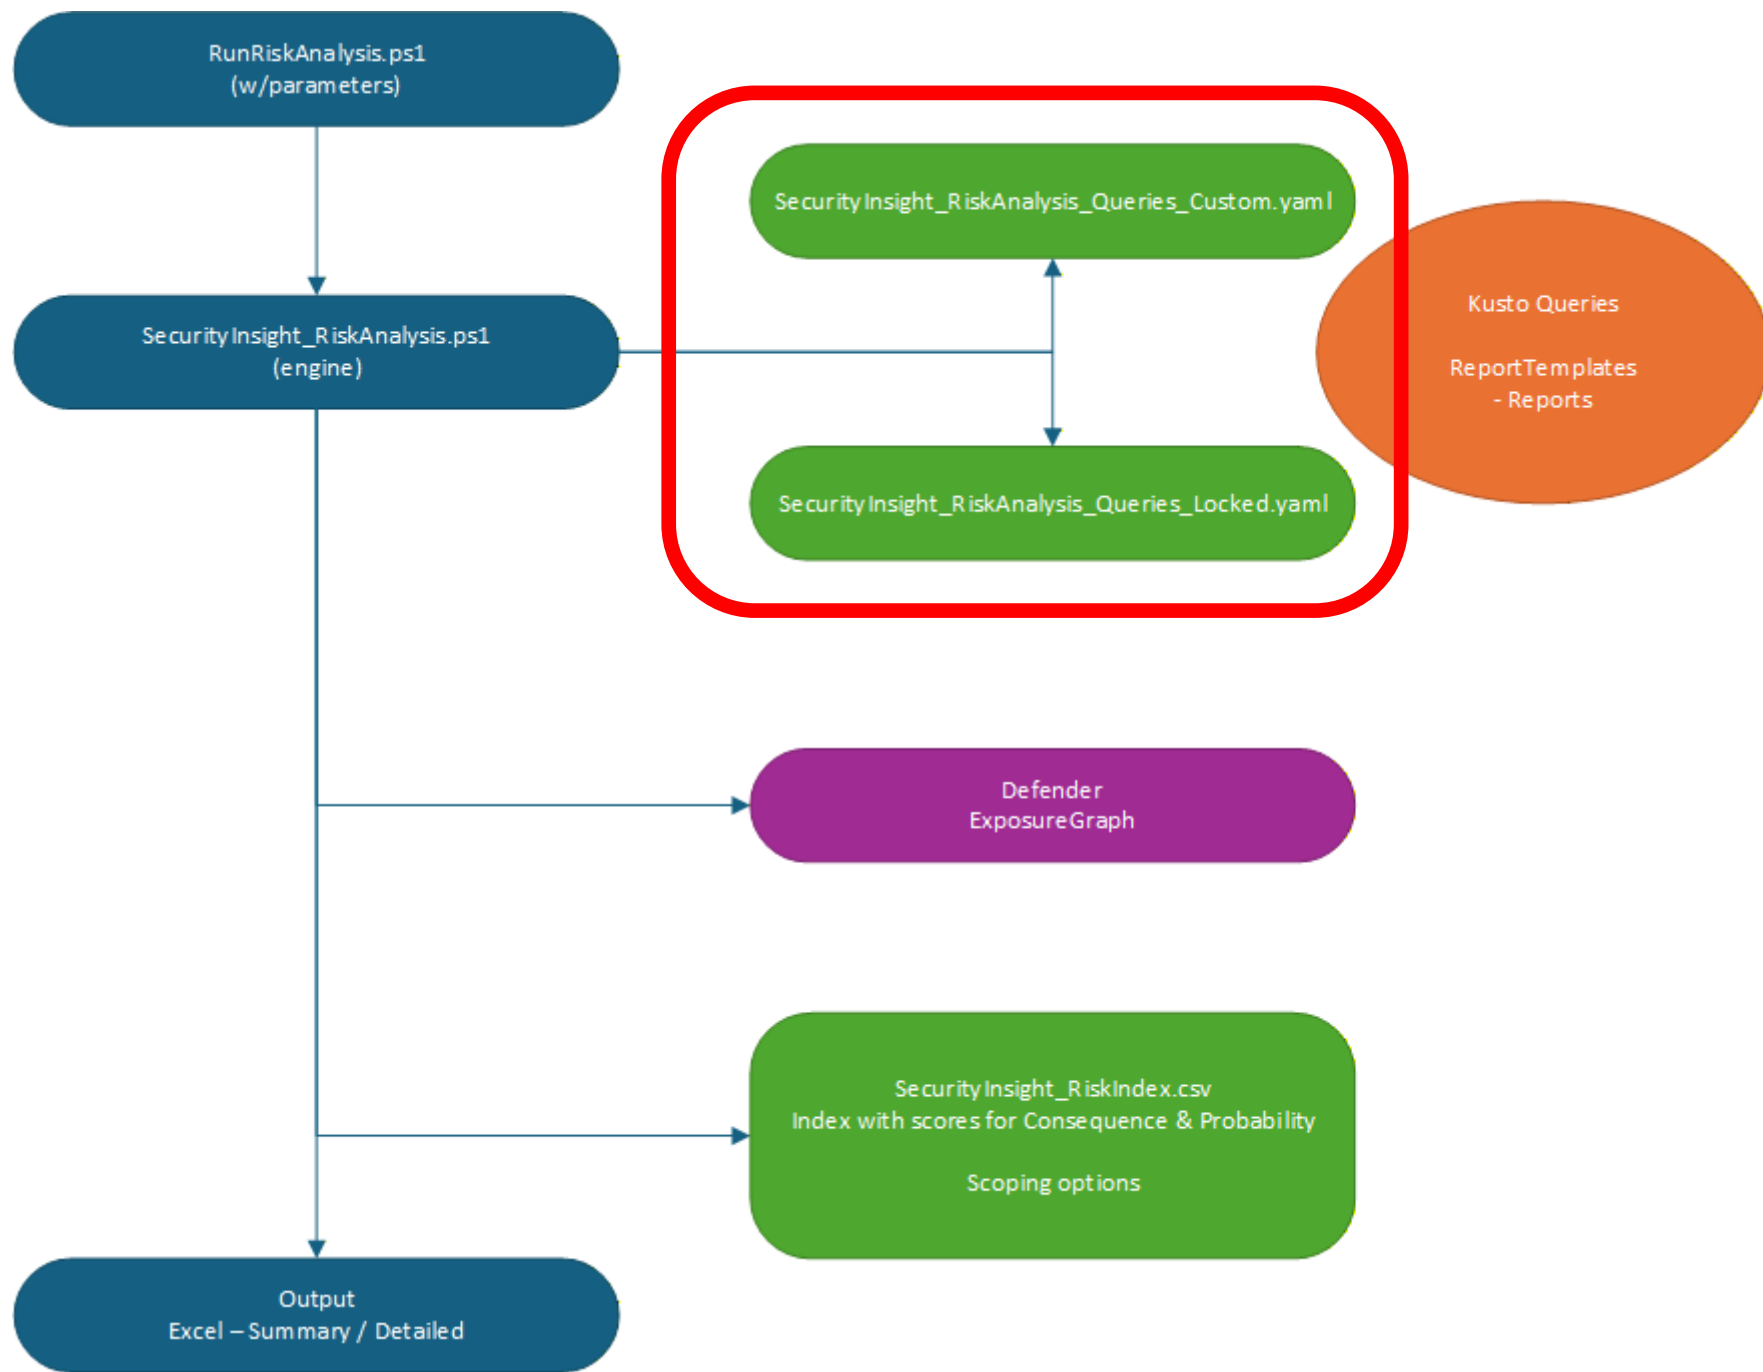 RunRiskAnalysis.ps1
(w/parameters)
SecurityInsight_RiskAnalysis_Queries_Custom.yaml
SecurityInsight_RiskAnalysis.ps1
(engine)
Kusto Queries
ReportTemplates
- Reports
SecurityInsight_RiskAnalysis_Queries_Locked.yaml
Defender
ExposureGraph
SecurityInsight_RiskIndex.csv
Index with scores for Consequence & Probability
Scoping options
Output
Excel – Summary / Detailed